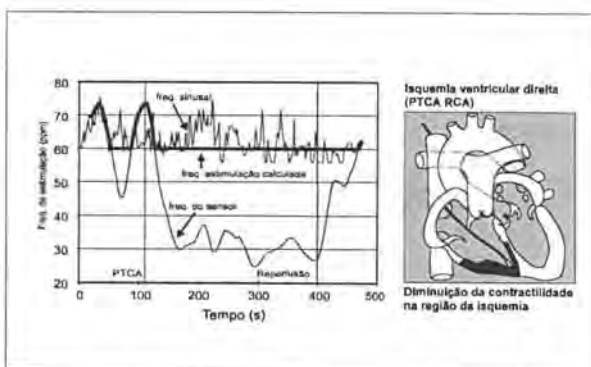 Freq. de estimulação (ppm)
80
70
60
50
40
30
20
freq. sinusal
freq. estimulação calculada
freq. do sensor
PTCA
Reperfusão
0
100
200
300
400
500
Tempo (s)
Isquemia ventricular direita
(PTCA RCA)
Diminuição da contractilidade
na região da isquemia